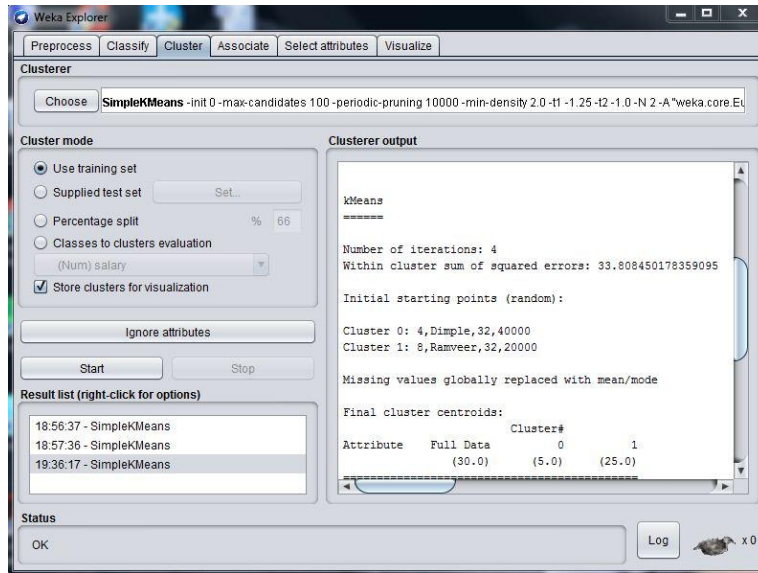 Weka Explorer
Preprocess Classify Cluster Associate Select attributes Visualize
Clusterer
Choose SimpleKMeans -init 0 -max-candidates 100 -periodic-pruning 10000 -min-density 2.0 -t1 -1.25 -t2 -1.0 -N 2 -A "weka.core.Eu
Cluster mode
Use training set
Supplied test set Set...
Percentage split % 66
Classes to clusters evaluation
(Num) salary
Store clusters for visualization
Ignore attributes
Start Stop
Result list (right-click for options)
18:56:37 - SimpleKMeans
18:57:36 - SimpleKMeans
19:36:17 - SimpleKMeans
Clusterer output
kMeans
======
Number of iterations: 4
Within cluster sum of squared errors: 33.808450178359095
Initial starting points (random):
Cluster 0: 4,Dimple,32,40000
Cluster 1: 8,Ramveer,32,20000
Missing values globally replaced with mean/mode
Final cluster centroids:
Cluster#
Attribute Full Data 0 1
(30.0) (5.0) (25.0)
============================================
Status
OK
Log x 0